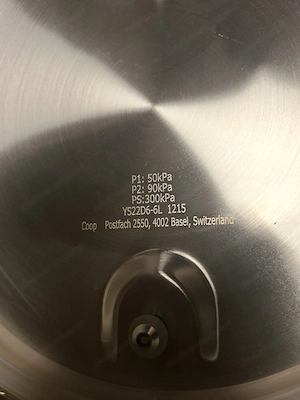 P1: 50kPa
P2: 90kPa
PS:300kPa
YS22D6-6L 1215
Coop Postfach 2550, 4002 Basel, Switzerland